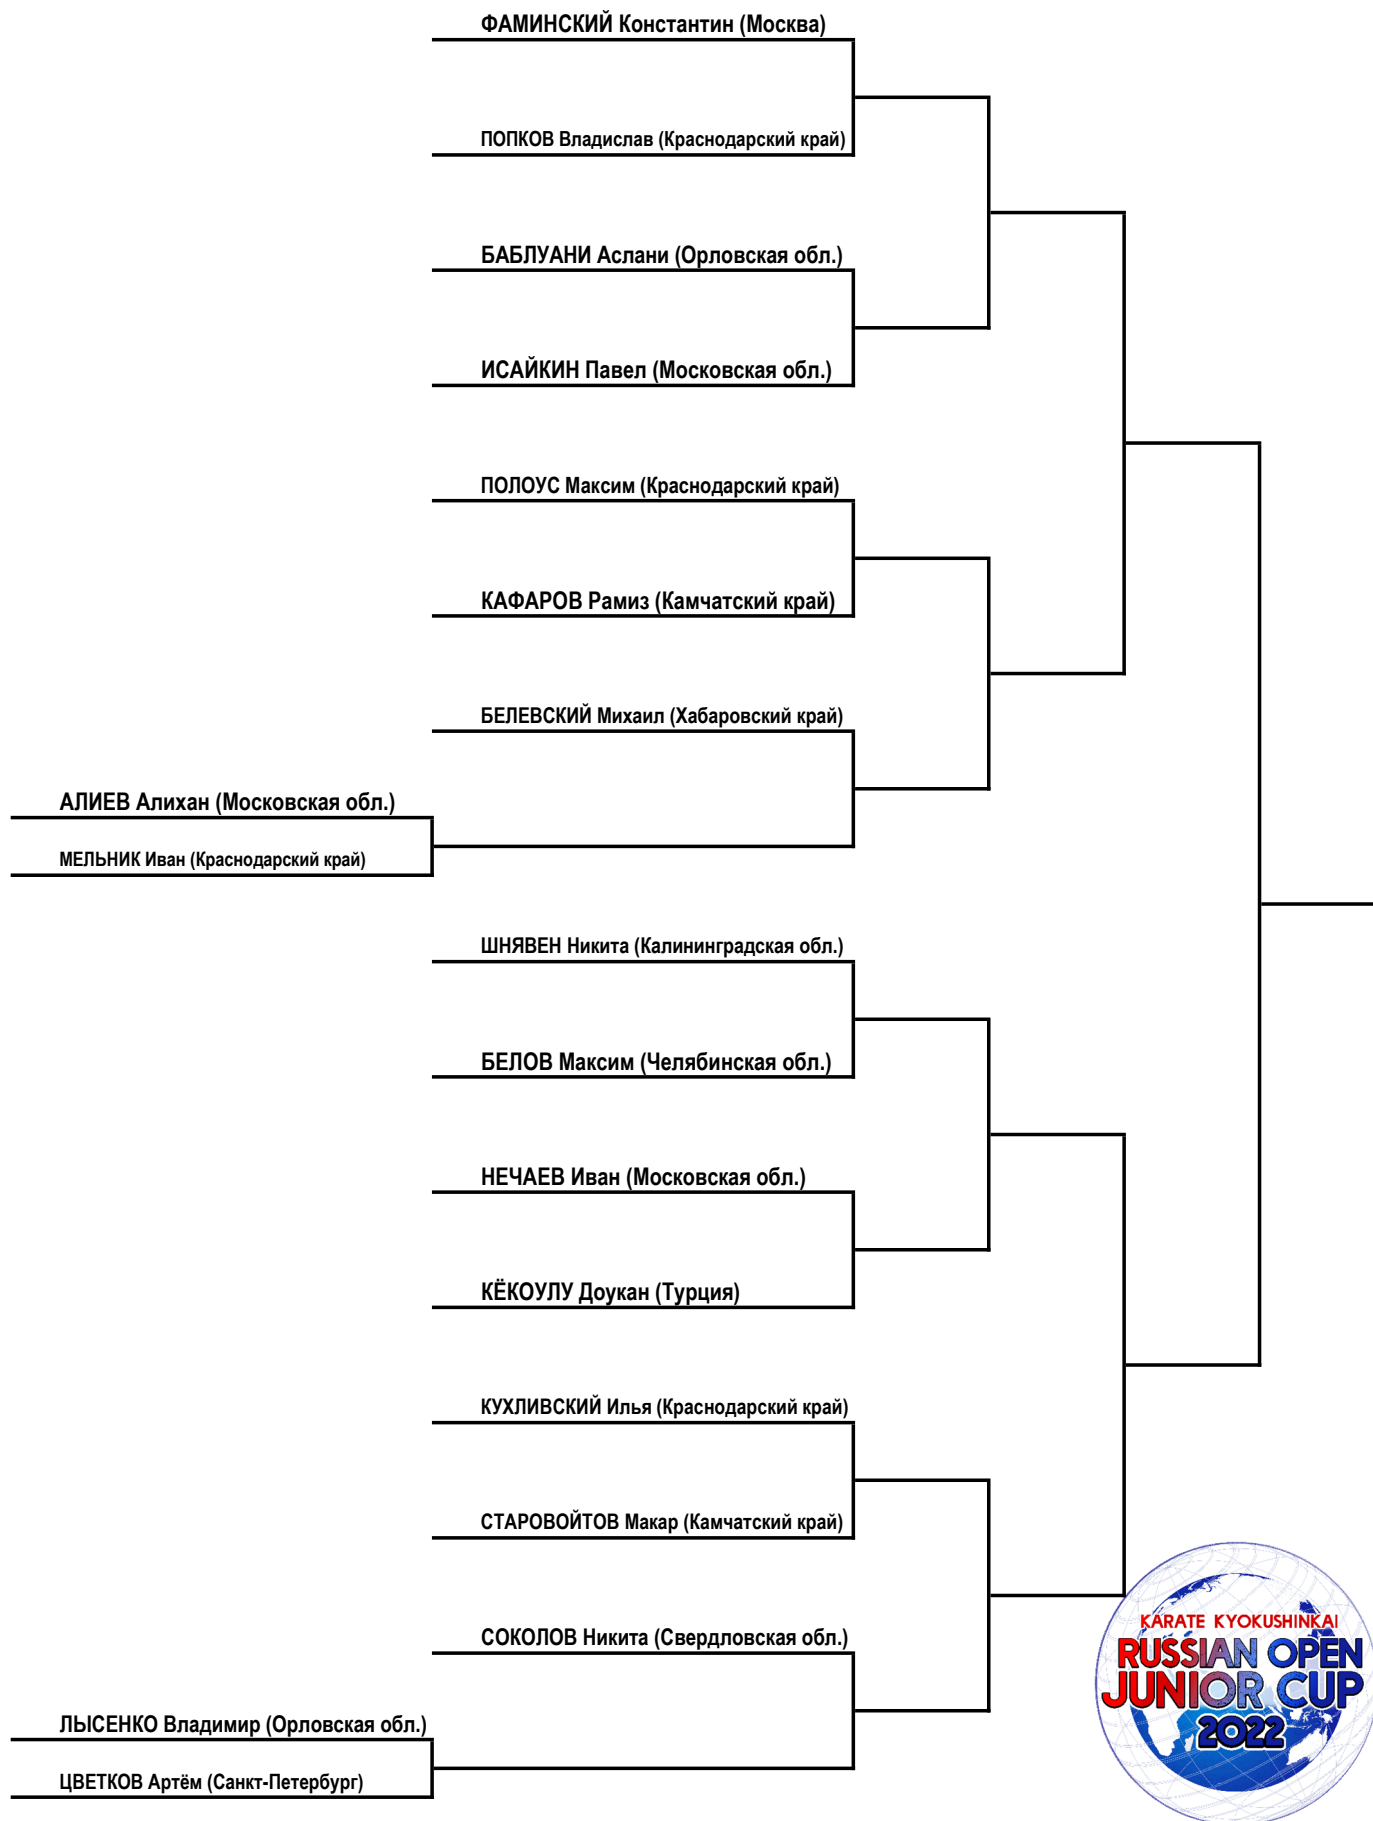 ФАМИНСКИЙ Константин (Москва)
ПОПКОВ Владислав (Краснодарский край)
БАБЛУАНИ Аслани (Орловская обл.)
ИСАЙКИН Павел (Московская обл.)
ПОЛОУС Максим (Краснодарский край)
КАФАРОВ Рамиз (Камчатский край)
БЕЛЕВСКИЙ Михаил (Хабаровский край)
АЛИЕВ Алихан (Московская обл.)
МЕЛЬНИК Иван (Краснодарский край)
ШНЯВЕН Никита (Калининградская обл.)
БЕЛОВ Максим (Челябинская обл.)
НЕЧАЕВ Иван (Московская обл.)
КЁКОУЛУ Доукан (Турция)
КУХЛИВСКИЙ Илья (Краснодарский край)
СТАРОВОЙТОВ Макар (Камчатский край)
СОКОЛОВ Никита (Свердловская обл.)
ЛЫСЕНКО Владимир (Орловская обл.)
ЦВЕТКОВ Артём (Санкт-Петербург)
KARATE KYOKUSHINKAI
RUSSIAN OPEN
JUNIOR CUP
2022